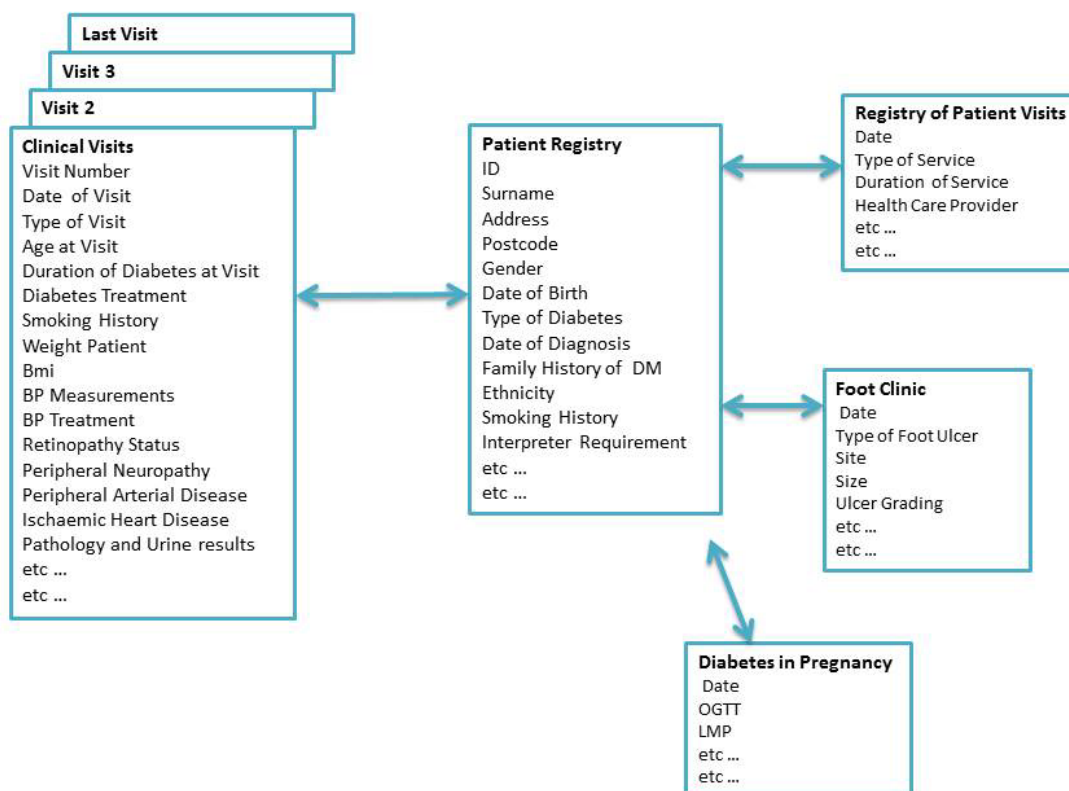 Last Visit
Visit 3
Visit 2
Clinical Visits
Visit Number
Date of Visit
Type of Visit
Age at Visit
Duration of Diabetes at Visit
Diabetes Treatment
Smoking History
Weight Patient
Bmi
BP Measurements
BP Treatment
Retinopathy Status
Peripheral Neuropathy
Peripheral Arterial Disease
Ischaemic Heart Disease
Pathology and Urine results
etc ...
etc ...
Patient Registry
ID
Surname
Address
Postcode
Gender
Date of Birth
Type of Diabetes
Date of Diagnosis
Family History of DM
Ethnicity
Smoking History
Interpreter Requirement
etc ...
etc ...
Registry of Patient Visits
Date
Type of Service
Duration of Service
Health Care Provider
etc ...
etc ...
Foot Clinic
Date
Type of Foot Ulcer
Site
Size
Ulcer Grading
etc ...
etc ...
Diabetes in Pregnancy
Date
OGTT
LMP
etc ...
etc ...